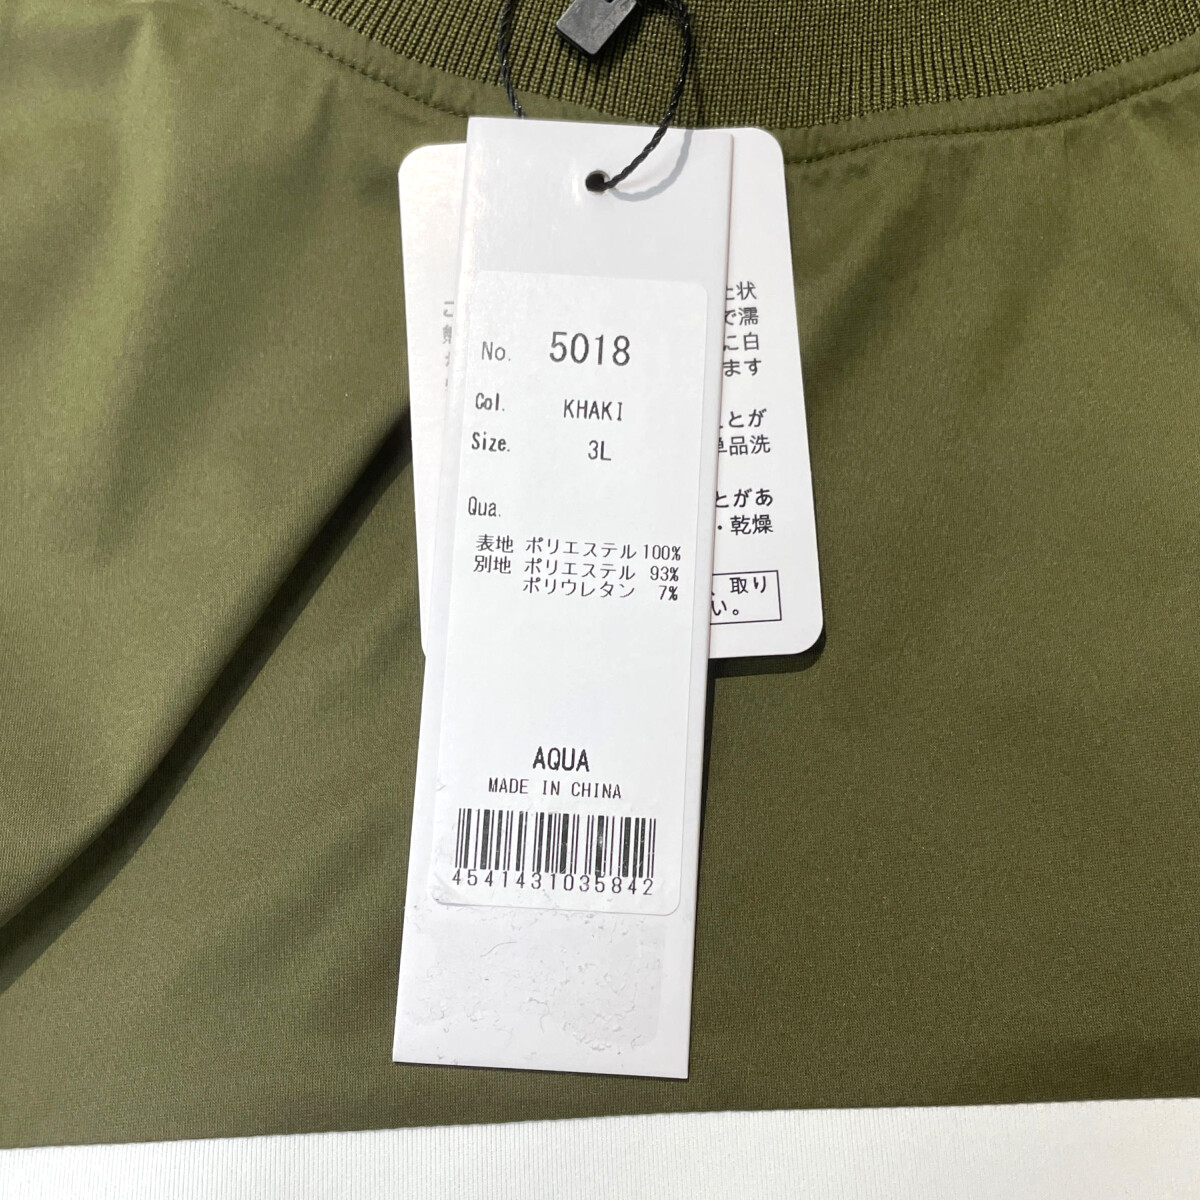 No. 5018
Col. KHAKI
Size. 3L
Qua.
表地 ポリエステル 100%
別地 ポリエステル 93%
ポリウレタン 7%
AQUA
MADE IN CHINA
4541431035842
状
で濡
に白
ます
とが
単品洗
とがあ
・乾燥
取り
い。